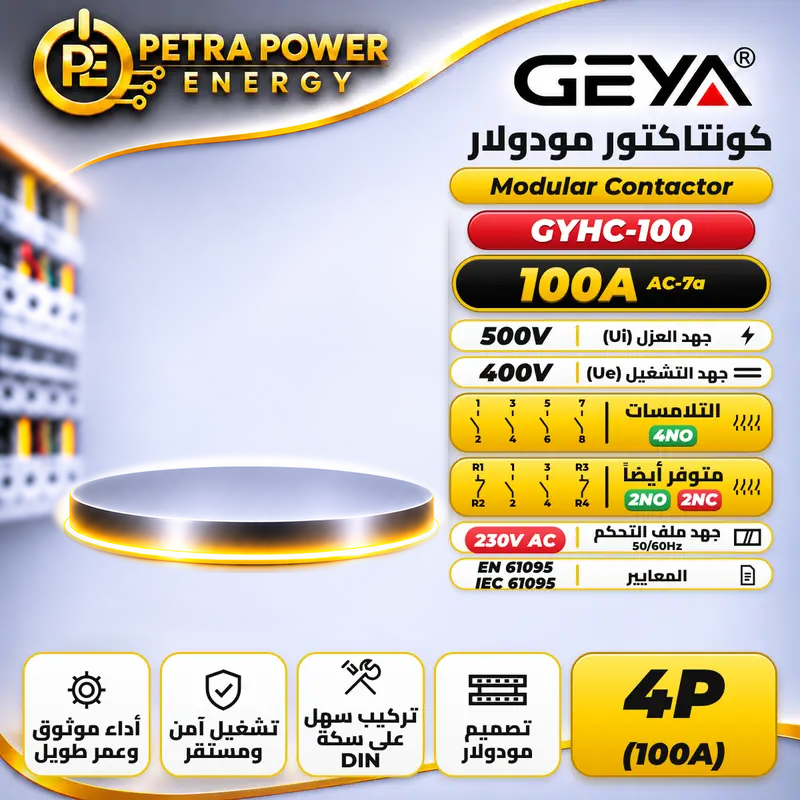 PE
PETRA POWER
ENERGY
GEYA®
كونتاكتور مودولار
Modular Contactor
GYHC-100
100A AC-7a
جهد العزل (Ui) 500V
جهد التشغيل (Ue) 400V
التلامسات
4NO
1 3 5 7
2 4 6 8
متوفر أيضاً
2NO 2NC
R1 1 3 R3
R2 2 4 R4
جهد ملف التحكم
50/60Hz
230V AC
المعايير
EN 61095
IEC 61095
أداء موثوق
وعمر طويل
تشغيل آمن
ومستقر
تركيب سهل
على سكة
DIN
تصميم
مودولار
4P
(100A)